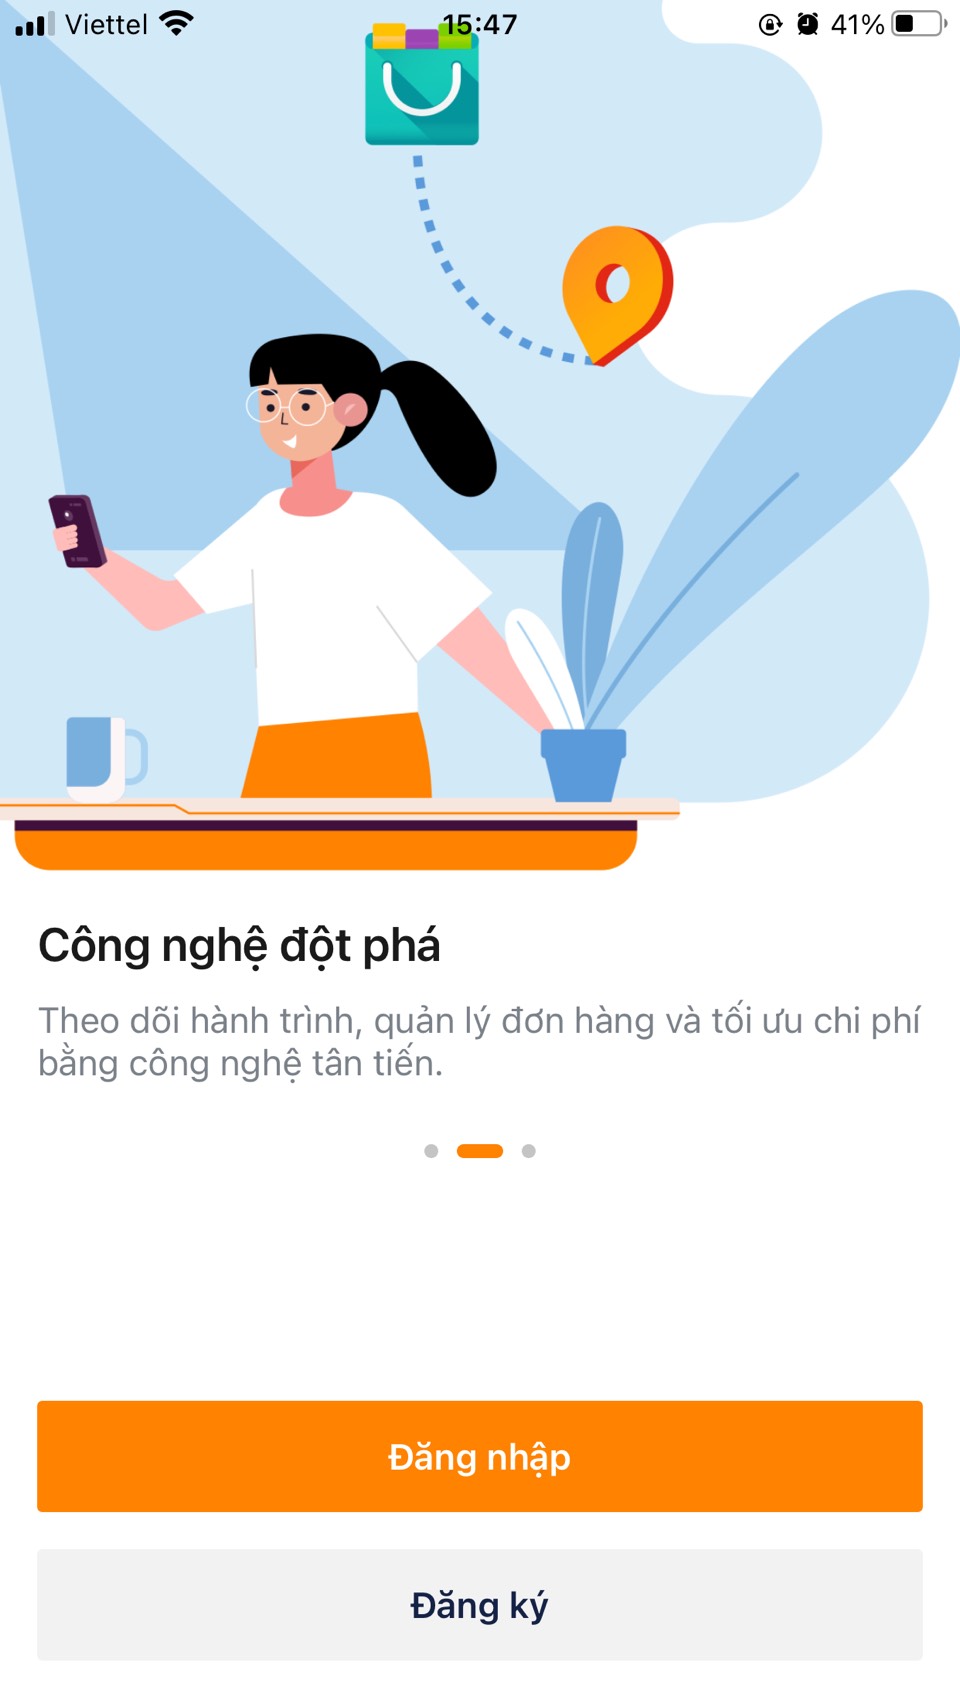 Viettel 15:47 41%
Công nghệ đột phá
Theo dõi hành trình, quản lý đơn hàng và tối ưu chi phí
bằng công nghệ tân tiến.
Đăng nhập
Đăng ký